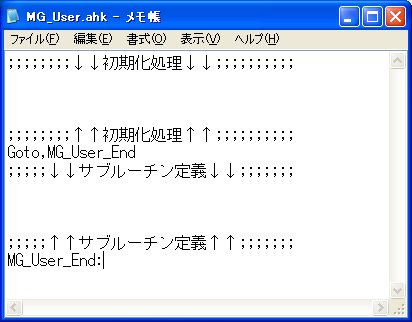 MG_User.ahk - メモ帳
ファイル(F) 編集(E) 書式(O) 表示(V) ヘルプ(H)
;;;;;;;;↓↓初期化処理↓↓;;;;;;;;;;
;;;;;;;;↑↑初期化処理↑↑;;;;;;;;;;
Goto,MG_User_End
;;;;;↓↓サブルーチン定義↓↓;;;;;;;
;;;;;↑↑サブルーチン定義↑↑;;;;;;;
MG_User_End: